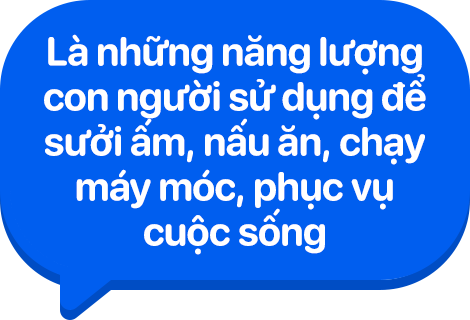 Là những năng lượng
con người sử dụng để
sưởi ấm, nấu ăn, chạy
máy móc, phục vụ
cuộc sống